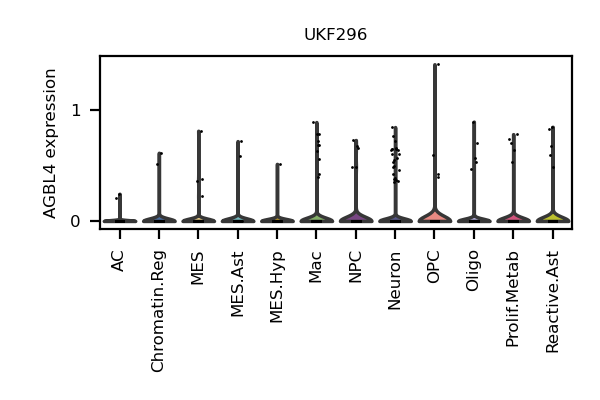 UKF296
AGBL4 expression
1
0
AC
Chromatin.Reg
MES
MES.Ast
MES.Hyp
Mac
NPC
Neuron
OPC
Oligo
Prolif.Metab
Reactive.Ast